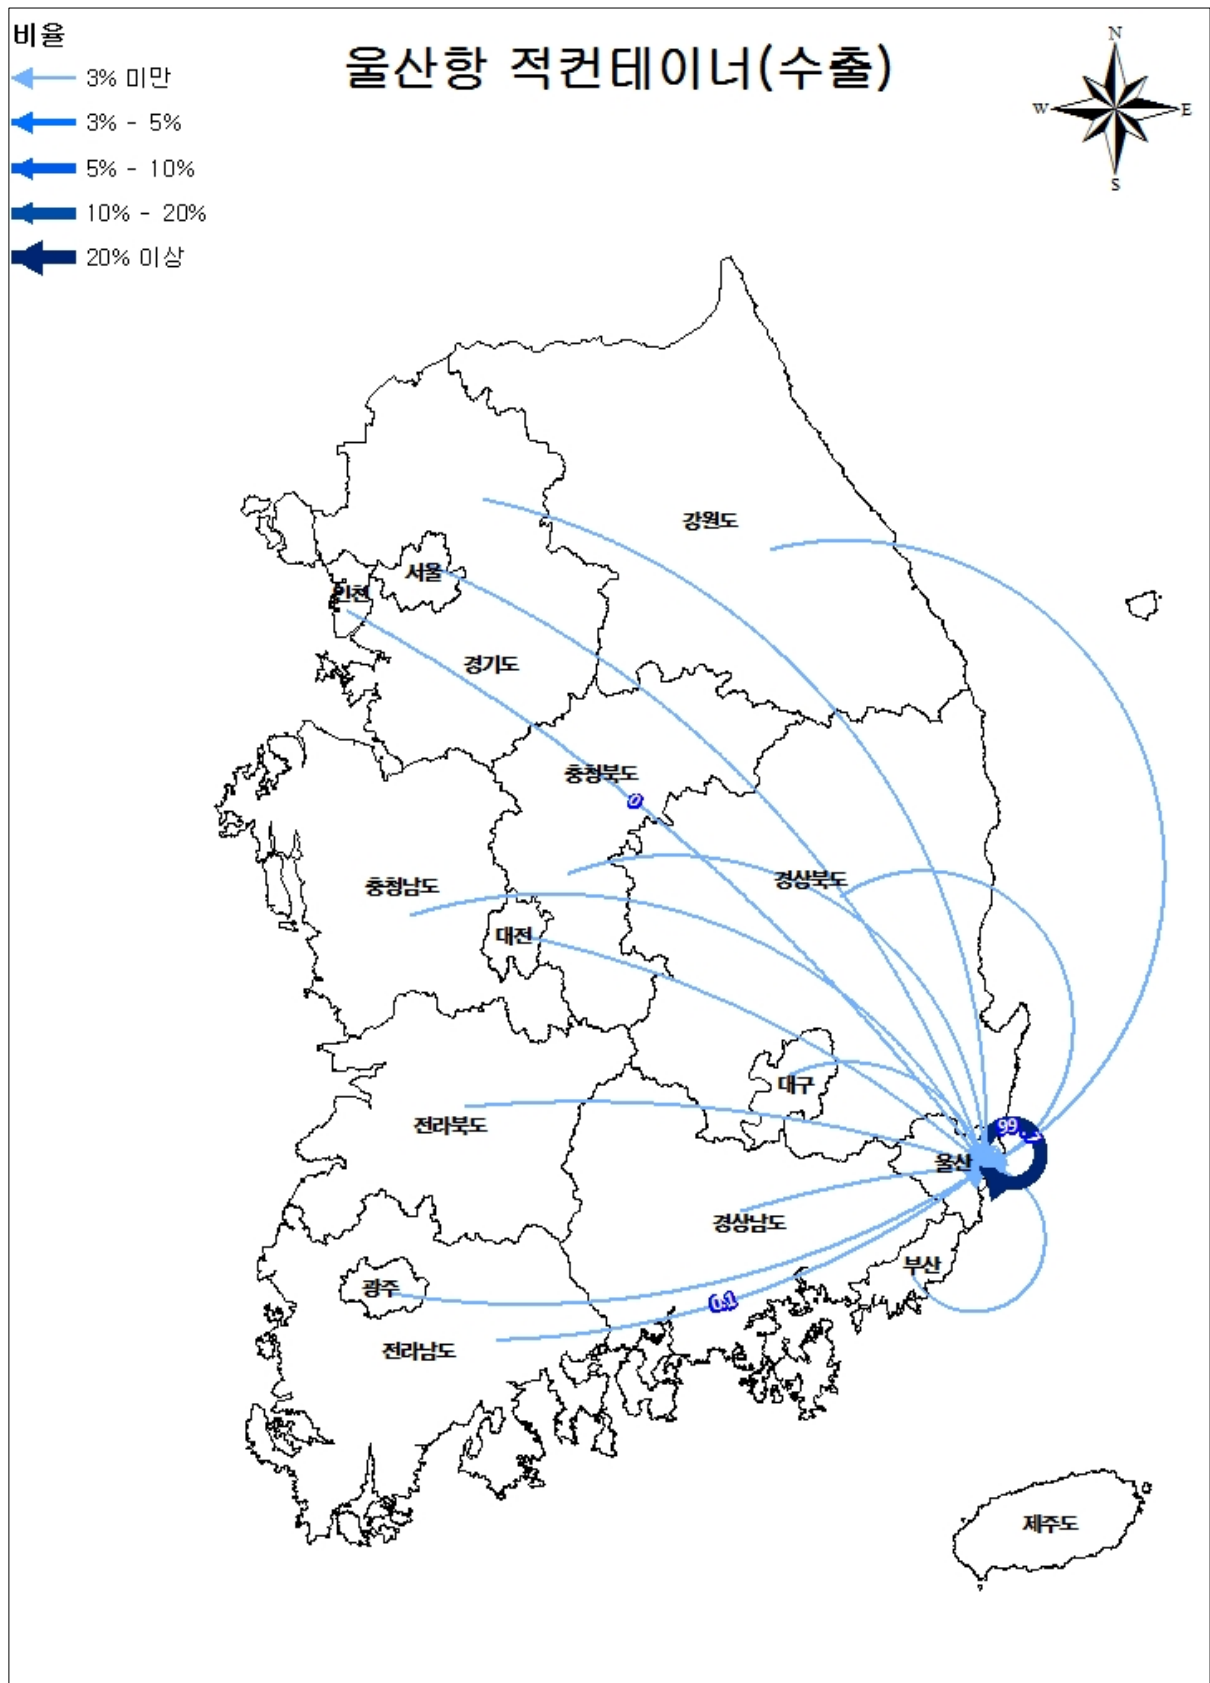 비율
울산항 적컨테이너(수출)
3% 미만
3% - 5%
5% - 10%
10% - 20%
20% 이상
N
W
E
S
강원도
서울
인천
경기도
충청북도
0
충청남도
경상북도
대전
대구
전라북도
99.7
울산
경상남도
부산
광주
0.1
전라남도
제주도